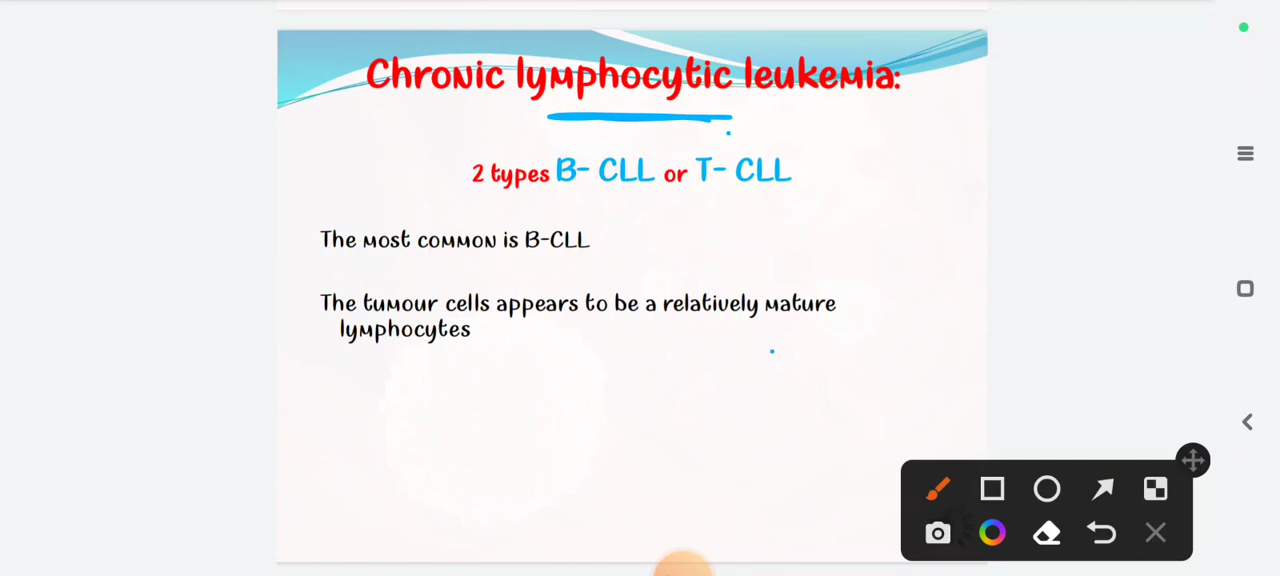 Chronic lymphocytic leukemia:
2 types B- CLL or T- CLL
The most common is B-CLL
The tumour cells appears to be a relatively mature
lymphocytes